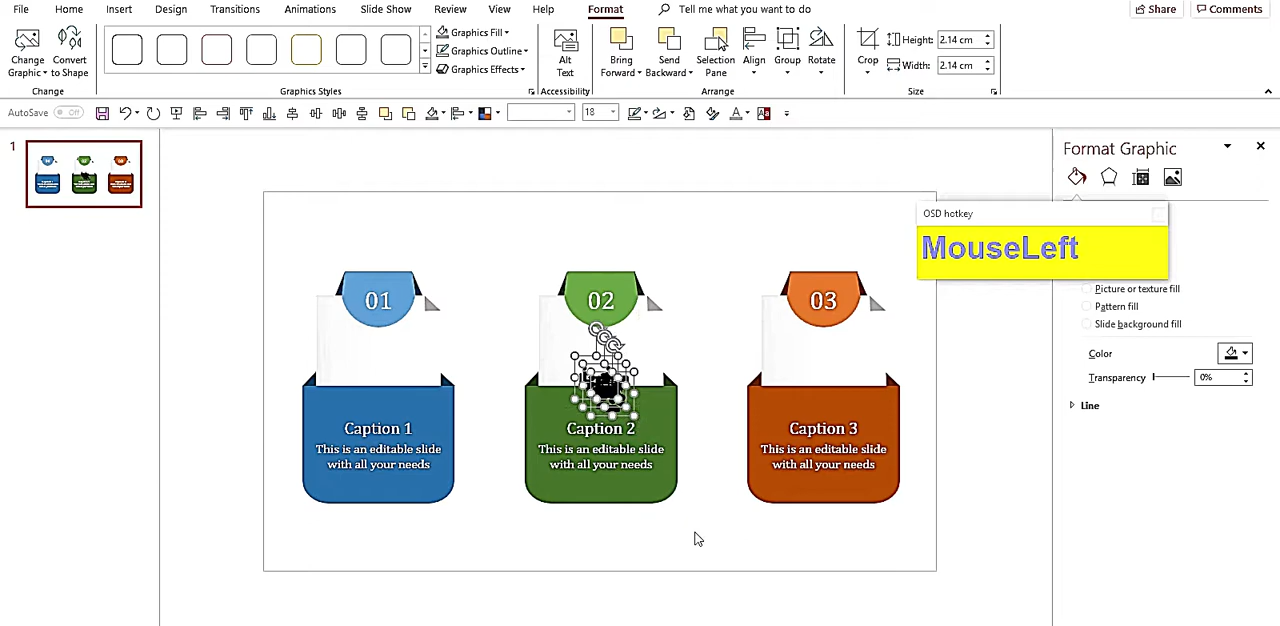 File Home Insert Design Transitions Animations Slide Show Review View Help Format Tell me what you want to do Share Comments
Change Graphic Convert to Shape
Change
Graphics Fill
Graphics Outline
Graphics Effects
Graphics Styles
Alt Text
Accessibility
Bring Forward Send Backward Selection Pane Align Group Rotate
Arrange
Crop
Height: 2.14 cm
Width: 2.14 cm
Size
AutoSave Off 18
1
Format Graphic
OSD hotkey
MouseLeft
Picture or texture fill
Pattern fill
Slide background fill
Color
Transparency 0%
Line
01 02 03
Caption 1
This is an editable slide
with all your needs
Caption 2
This is an editable slide
with all your needs
Caption 3
This is an editable slide
with all your needs